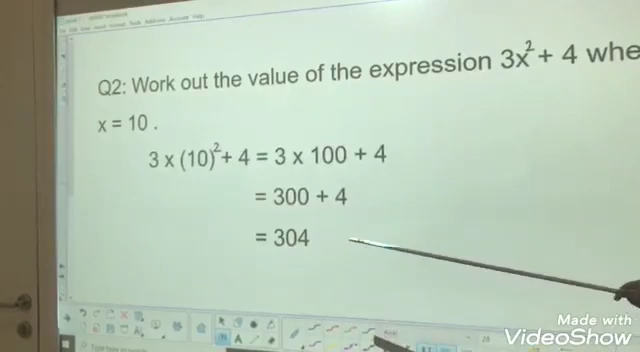 Q2: Work out the value of the expression 3x² + 4 whe
x = 10 .
3 x (10)² + 4 = 3 x 100 + 4
= 300 + 4
= 304
Made with
VideoShow